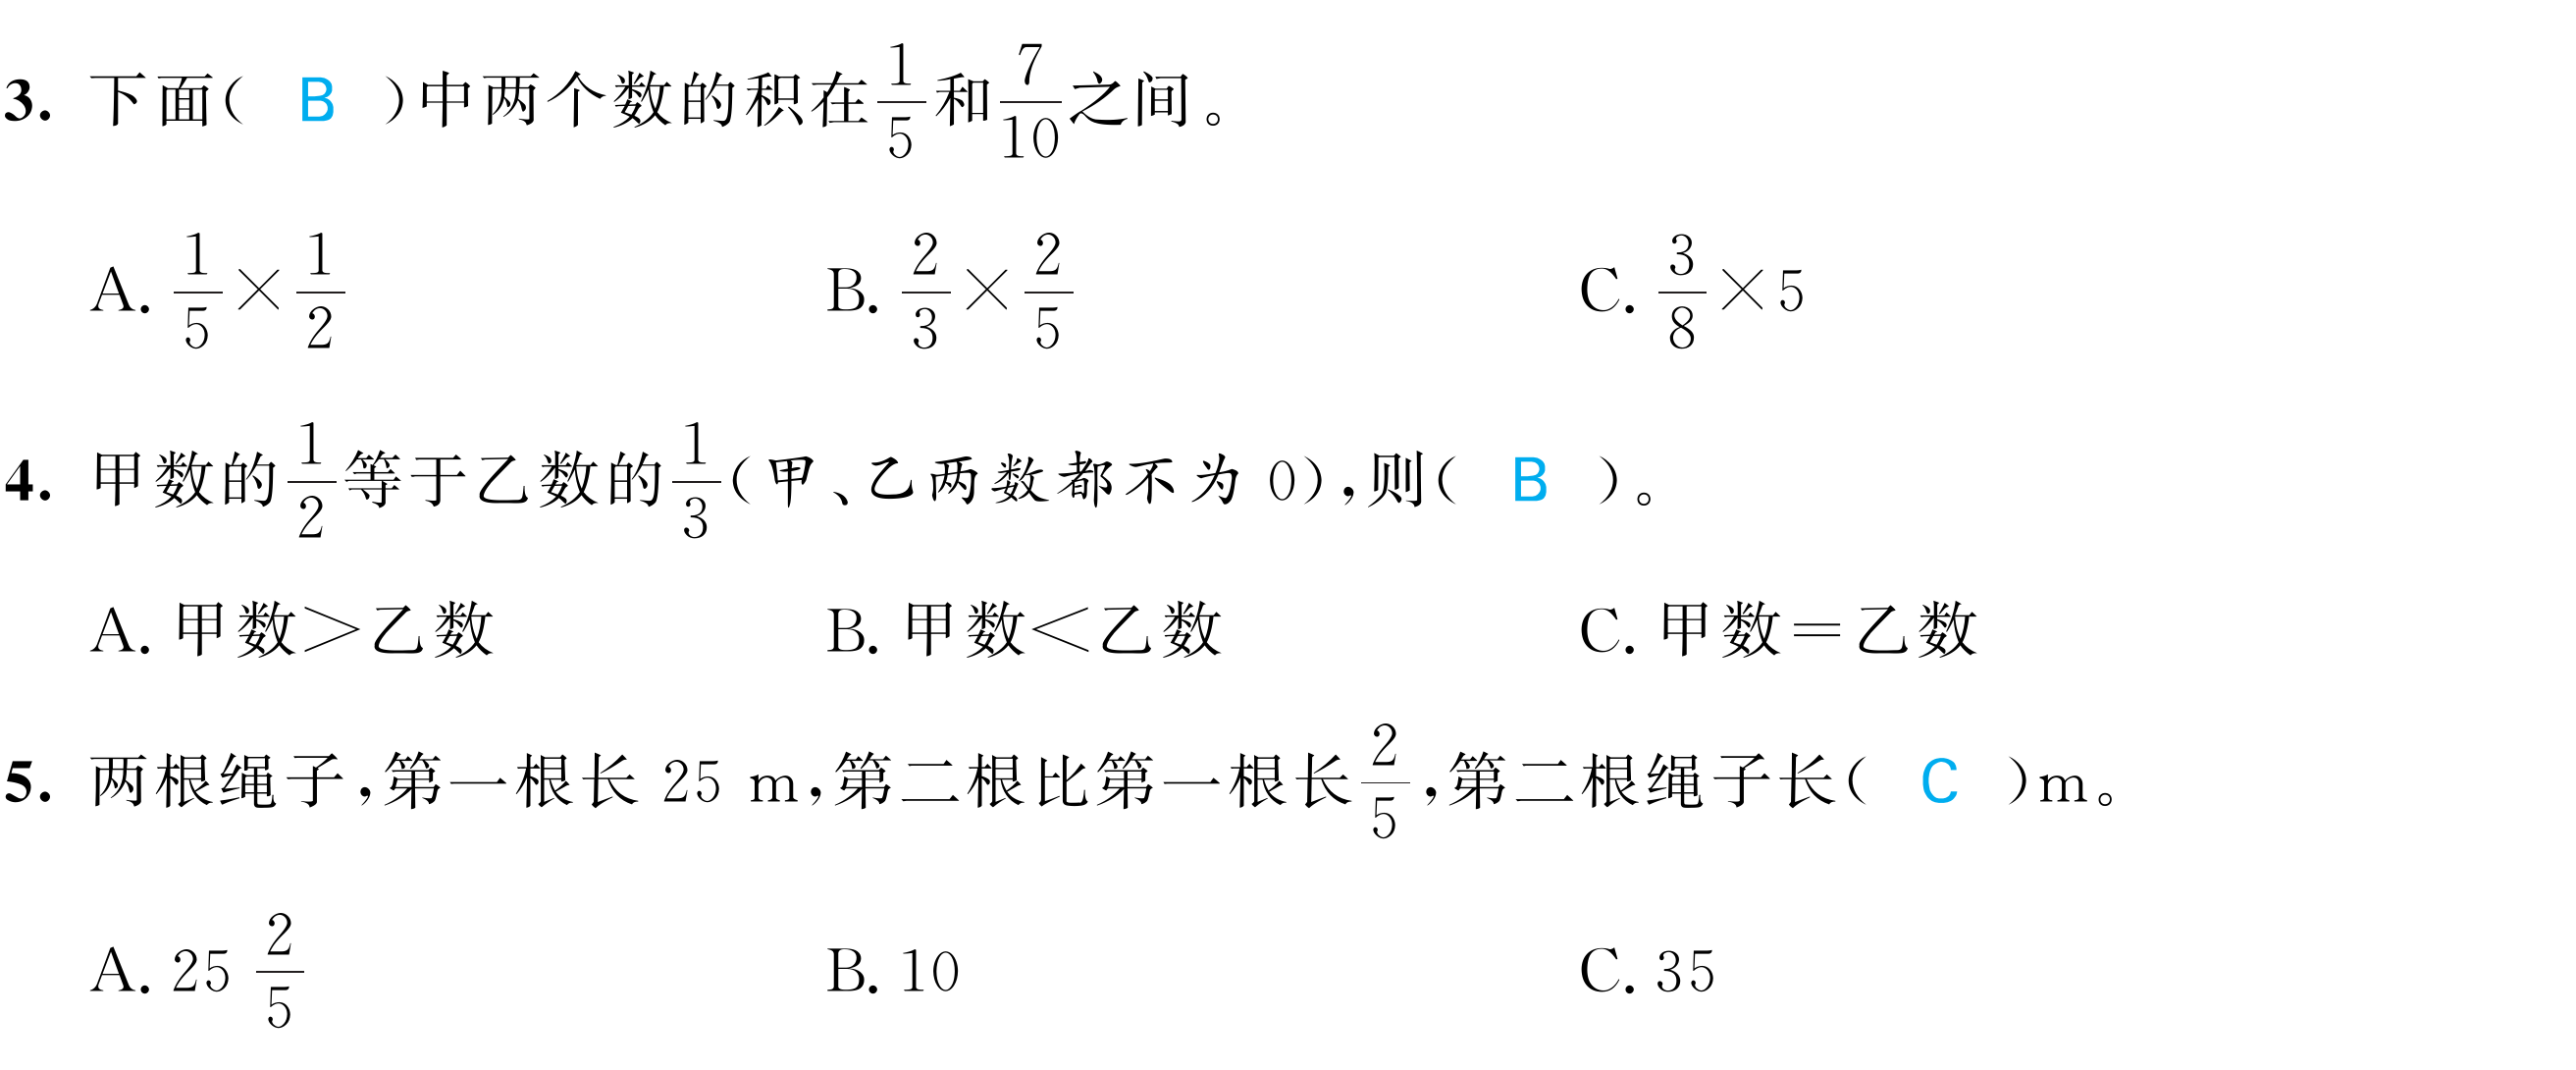 3. 下面( B )中两个数的积在1/5和7/10之间。
A. 1/5×1/2 B. 2/3×2/5 C. 3/8×5
4. 甲数的1/2等于乙数的1/3(甲、乙两数都不为 0),则( B )。
A. 甲数>乙数 B. 甲数<乙数 C. 甲数=乙数
5. 两根绳子,第一根长 25 m,第二根比第一根长2/5,第二根绳子长( C )m。
A. 25 2/5 B. 10 C. 35